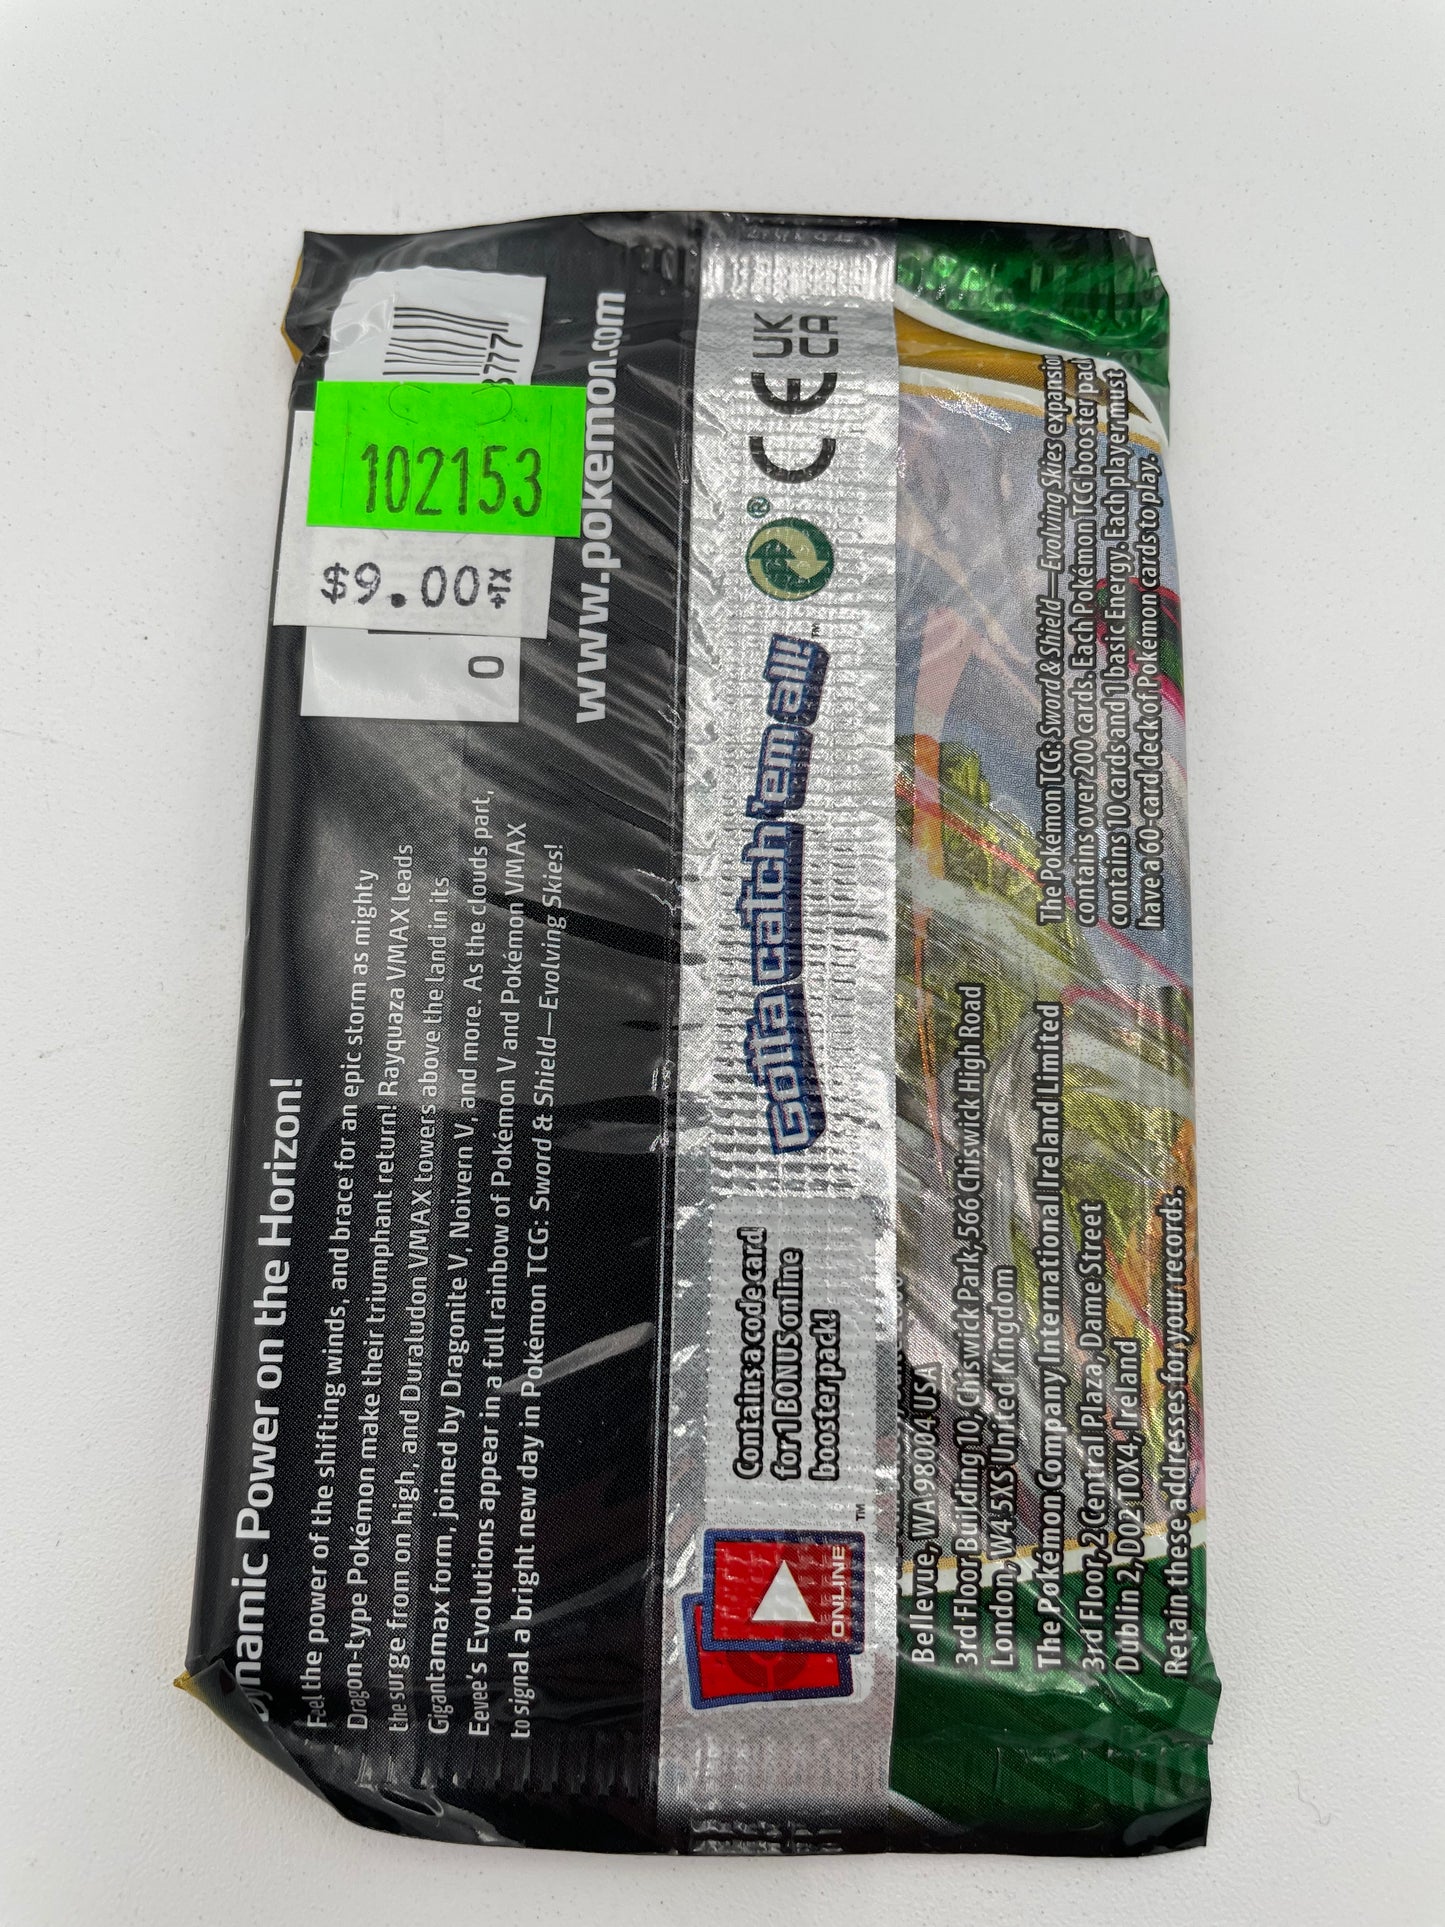 Dynamic Power on the Horizon!
Feel the power of the shifting winds, and brace for an epic storm as mighty
Dragon-type Pokémon make their triumphant return! Rayquaza VMAX leads
the surge from on high, and Duraludon VMAX towers above the land in its
Gigantamax form, joined by Dragonite V, Noivern V, and more. As the clouds part,
Eevee's Evolutions appear in a full rainbow of Pokémon V and Pokémon VMAX
to signal a bright new day in Pokémon TCG: Sword & Shield—Evolving Skies!
www.pokemon.com
102153
$9.00+TX
0
3777
ONLINE™
Contains a code card
for 1 BONUS online
booster pack!
Gotta catch 'em all!™
®
CE
UK
CA
Bellevue, WA 98004 USA
3rd Floor Building 10, Chiswick Park, 566 Chiswick High Road
London, W4 5XS United Kingdom
The Pokémon Company International Ireland Limited
3rd Floor, 2 Central Plaza, Dame Street
Dublin 2, D02 T0X4, Ireland
Retain these addresses for your records.
The Pokémon TCG: Sword & Shield—Evolving Skies expansion
contains over 200 cards. Each Pokémon TCG booster pack
contains 10 cards and 1 basic Energy. Each player must
have a 60-card deck of Pokémon cards to play.